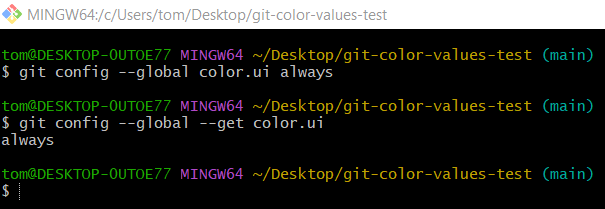 MINGW64:/c/Users/tom/Desktop/git-color-values-test
tom@DESKTOP-OUTOE77 MINGW64 ~/Desktop/git-color-values-test (main)
$ git config --global color.ui always
tom@DESKTOP-OUTOE77 MINGW64 ~/Desktop/git-color-values-test (main)
$ git config --global --get color.ui
always
tom@DESKTOP-OUTOE77 MINGW64 ~/Desktop/git-color-values-test (main)
$